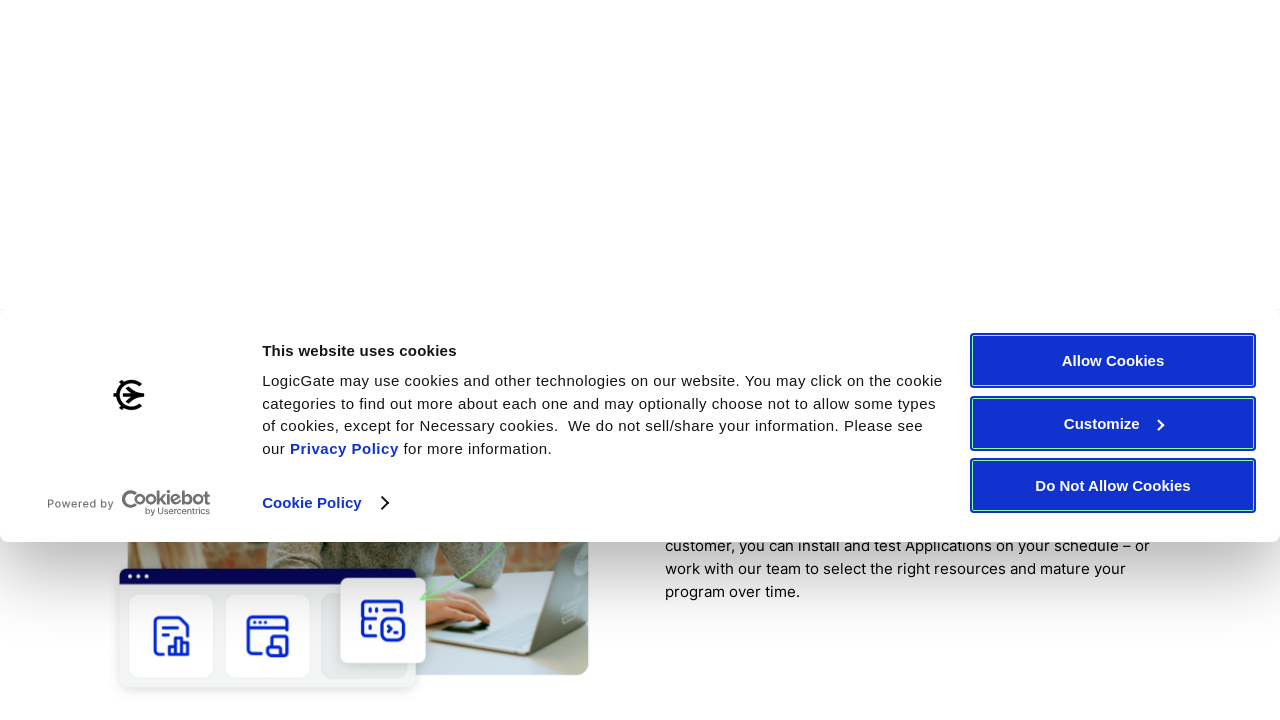 This website uses cookies
LogicGate may use cookies and other technologies on our website. You may click on the cookie
categories to find out more about each one and may optionally choose not to allow some types
of cookies, except for Necessary cookies.  We do not sell/share your information. Please see
our Privacy Policy for more information.
Cookie Policy
Powered by Cookiebot
by Usercentrics
Allow Cookies
Customize
Do Not Allow Cookies
customer, you can install and test Applications on your schedule – or
work with our team to select the right resources and mature your
program over time.